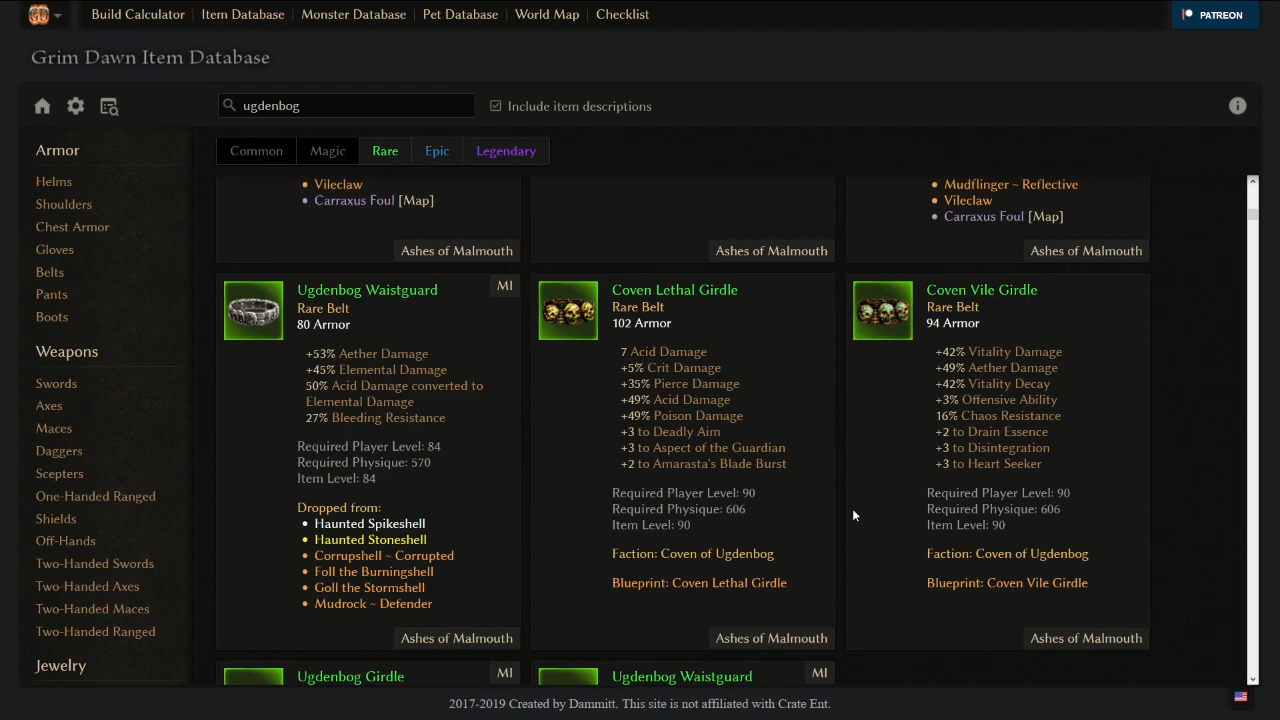 GD Build Calculator Item Database Monster Database Pet Database World Map Checklist PATREON
Grim Dawn Item Database
ugdenbog Include item descriptions
Armor
Helms
Shoulders
Chest Armor
Gloves
Belts
Pants
Boots
Weapons
Swords
Axes
Maces
Daggers
Scepters
One-Handed Ranged
Shields
Off-Hands
Two-Handed Swords
Two-Handed Axes
Two-Handed Maces
Two-Handed Ranged
Jewelry
Common Magic Rare Epic Legendary
Vileclaw
Carraxus Foul [Map]
Ashes of Malmouth
Ashes of Malmouth
Mudflinger ~ Reflective
Vileclaw
Carraxus Foul [Map]
Ashes of Malmouth
Ugdenbog Waistguard MI
Rare Belt
80 Armor
+53% Aether Damage
+45% Elemental Damage
50% Acid Damage converted to
Elemental Damage
27% Bleeding Resistance
Required Player Level: 84
Required Physique: 570
Item Level: 84
Dropped from:
Haunted Spikeshell
Haunted Stoneshell
Corrupshell ~ Corrupted
Foll the Burningshell
Goll the Stormshell
Mudrock ~ Defender
Ashes of Malmouth
Coven Lethal Girdle
Rare Belt
102 Armor
7 Acid Damage
+5% Crit Damage
+35% Pierce Damage
+49% Acid Damage
+49% Poison Damage
+3 to Deadly Aim
+3 to Aspect of the Guardian
+2 to Amarasta's Blade Burst
Required Player Level: 90
Required Physique: 606
Item Level: 90
Faction: Coven of Ugdenbog
Blueprint: Coven Lethal Girdle
Ashes of Malmouth
Coven Vile Girdle
Rare Belt
94 Armor
+42% Vitality Damage
+49% Aether Damage
+42% Vitality Decay
+3% Offensive Ability
16% Chaos Resistance
+2 to Drain Essence
+3 to Disintegration
+3 to Heart Seeker
Required Player Level: 90
Required Physique: 606
Item Level: 90
Faction: Coven of Ugdenbog
Blueprint: Coven Vile Girdle
Ashes of Malmouth
Ugdenbog Girdle MI
Ugdenbog Waistguard MI
2017-2019 Created by Dammitt. This site is not affiliated with Crate Ent.